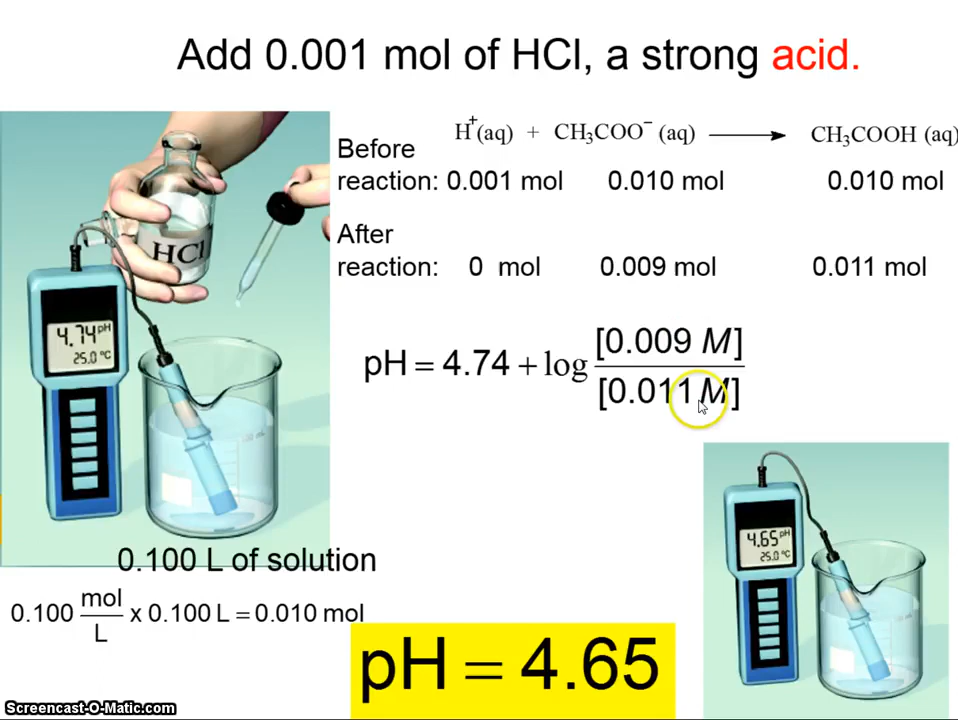 Add 0.001 mol of HCl, a strong acid.
H+(aq) + CH₃COO⁻ (aq) ⟶ CH₃COOH (aq)
Before
reaction: 0.001 mol 0.010 mol 0.010 mol
After
reaction: 0 mol 0.009 mol 0.011 mol
HCl
4.74 pH
25.0 °C
pH = 4.74 + log [0.009 M] / [0.011 M]
4.65 pH
25.0 °C
0.100 L of solution
0.100 mol/L x 0.100 L = 0.010 mol
pH = 4.65
Screencast-O-Matic.com